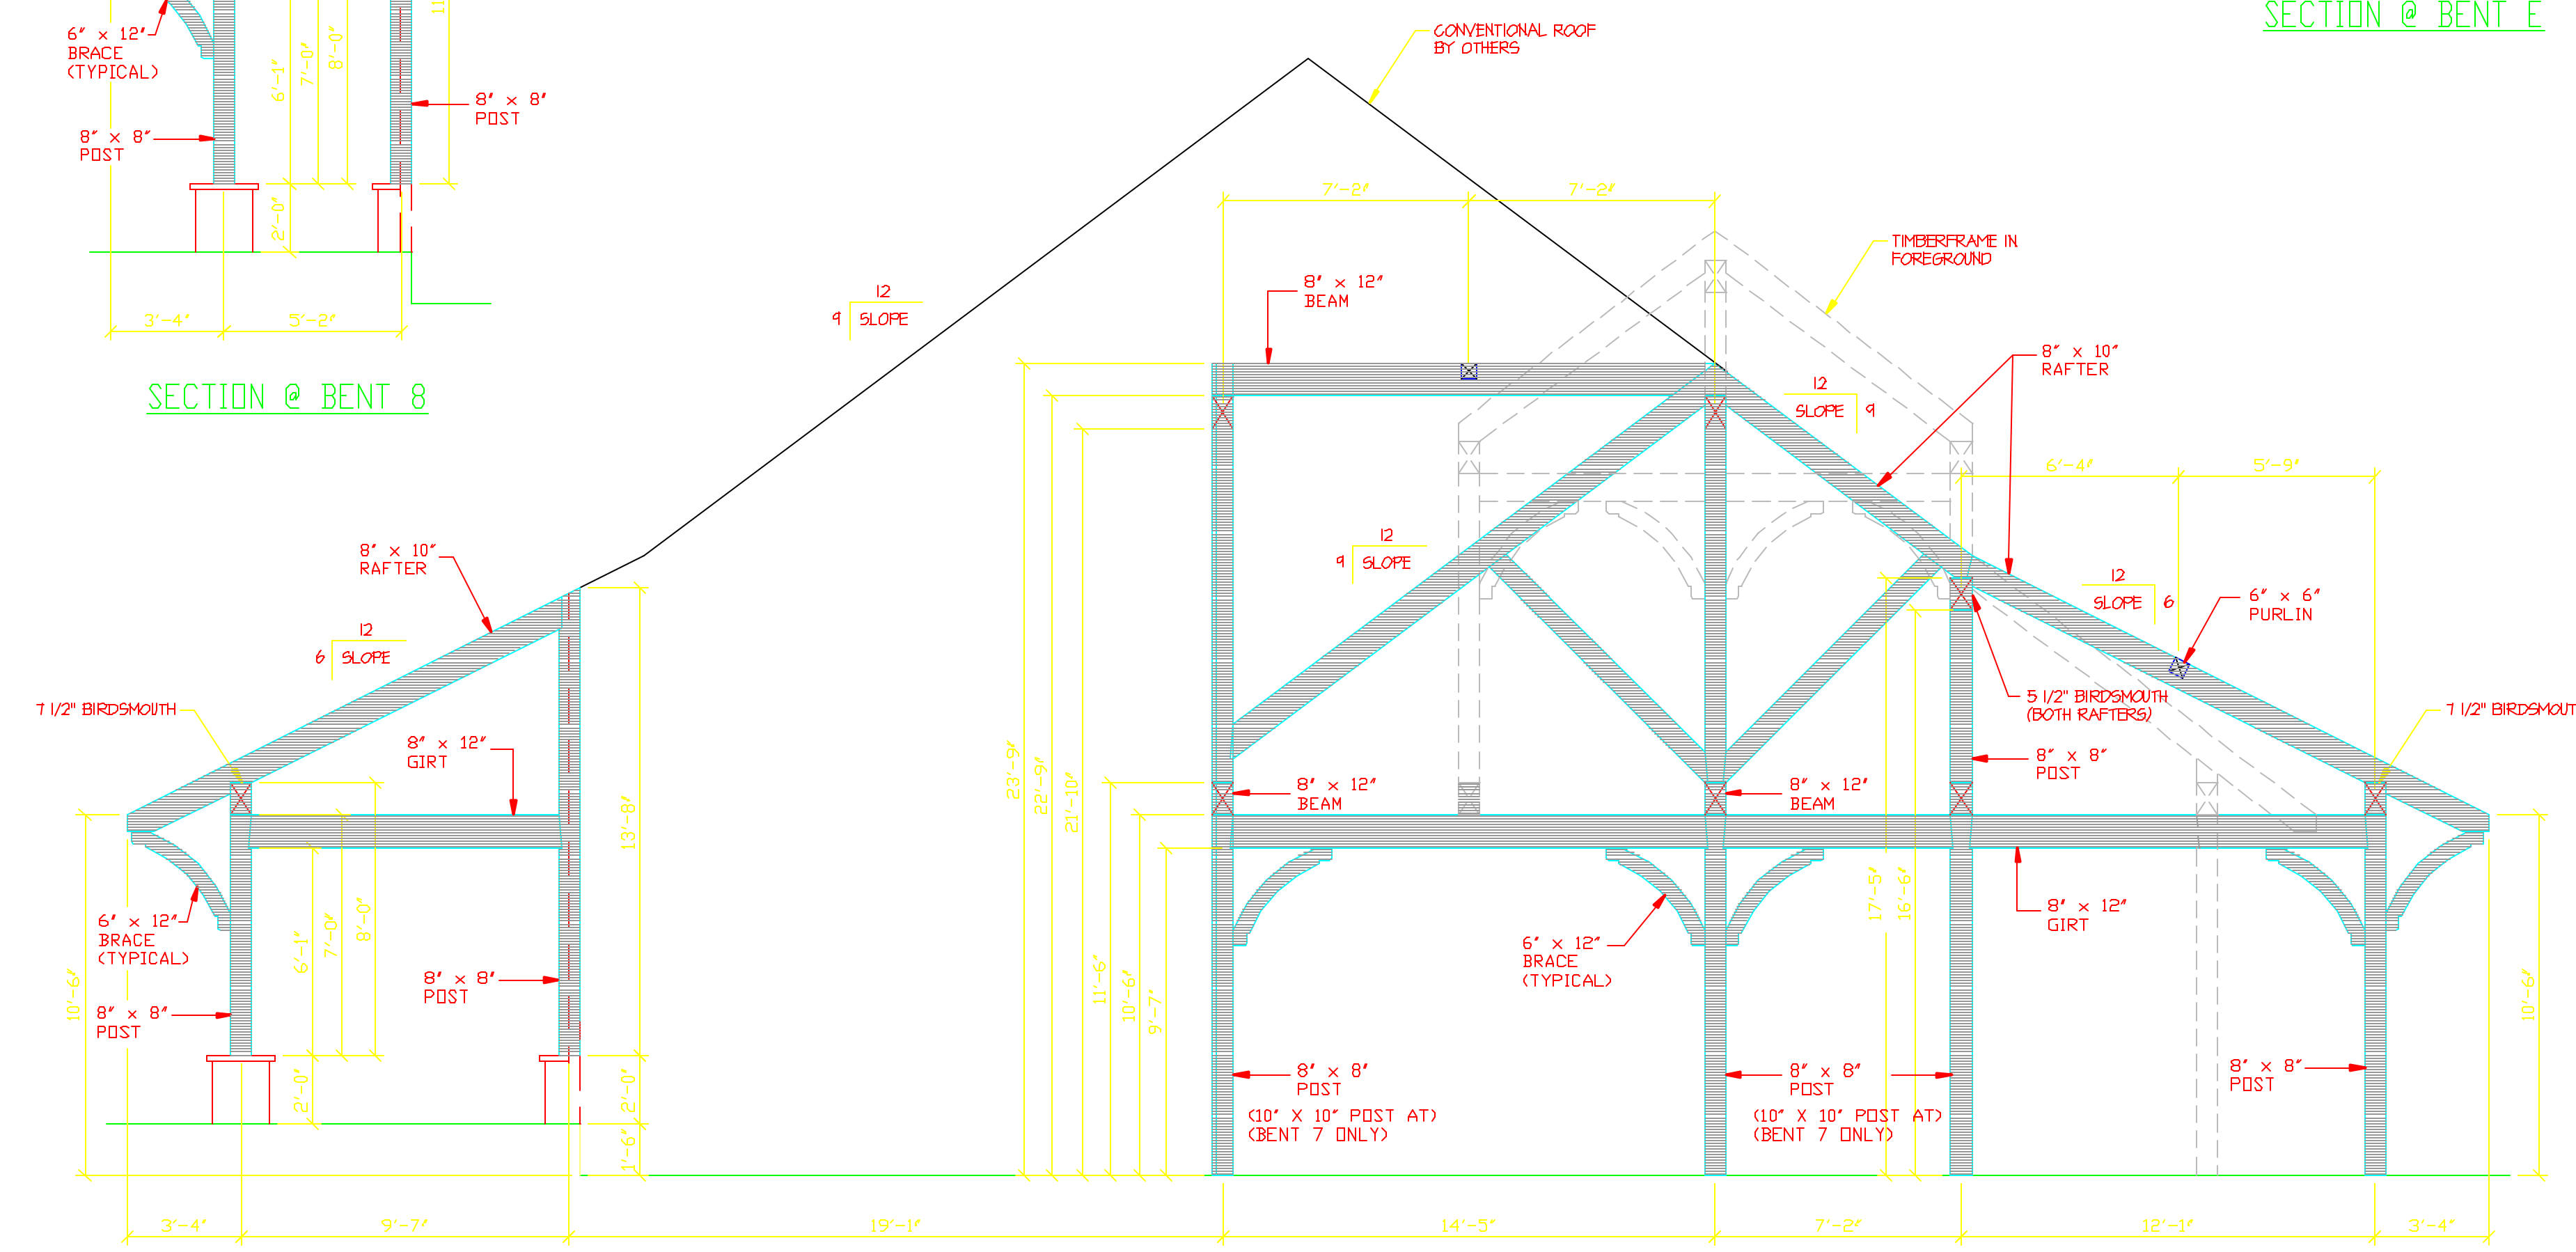 SECTION @ BENT E
6" x 12"
BRACE
(TYPICAL)
8" x 8"
POST
6'-1"
7'-0"
8'-0"
11
8" x 8"
POST
2'-0"
3'-4"
5'-2"
SECTION @ BENT 8
CONVENTIONAL ROOF
BY OTHERS
7'-2"
7'-2"
TIMBERFRAME IN
FOREGROUND
8" x 12"
BEAM
12
9 SLOPE
8" x 10"
RAFTER
12
SLOPE 9
6'-4"
5'-9"
12
9 SLOPE
8" x 10"
RAFTER
12
6 SLOPE
12
SLOPE 6
6" x 6"
PURLIN
7 1/2" BIRDSMOUTH
8" x 12"
GIRT
5 1/2" BIRDSMOUTH
(BOTH RAFTERS)
7 1/2" BIRDSMOUT
8" x 8"
POST
8" x 12"
BEAM
8" x 12"
BEAM
23'-9"
22'-9"
21'-10"
11'-6"
10'-6"
9'-7"
13'-8"
17'-5"
16'-6"
6" x 12"
BRACE
(TYPICAL)
6'-1"
7'-0"
8'-0"
8" x 8"
POST
8" x 8"
POST
10'-6"
6" x 12"
BRACE
(TYPICAL)
8" x 12"
GIRT
10'-6"
8" x 8"
POST
(10" X 10" POST AT)
(BENT 7 ONLY)
8" x 8"
POST
(10" X 10" POST AT)
(BENT 7 ONLY)
8" x 8"
POST
2'-0"
2'-0"
1'-6"
3'-4"
9'-7"
19'-1"
14'-5"
7'-2"
12'-1"
3'-4"